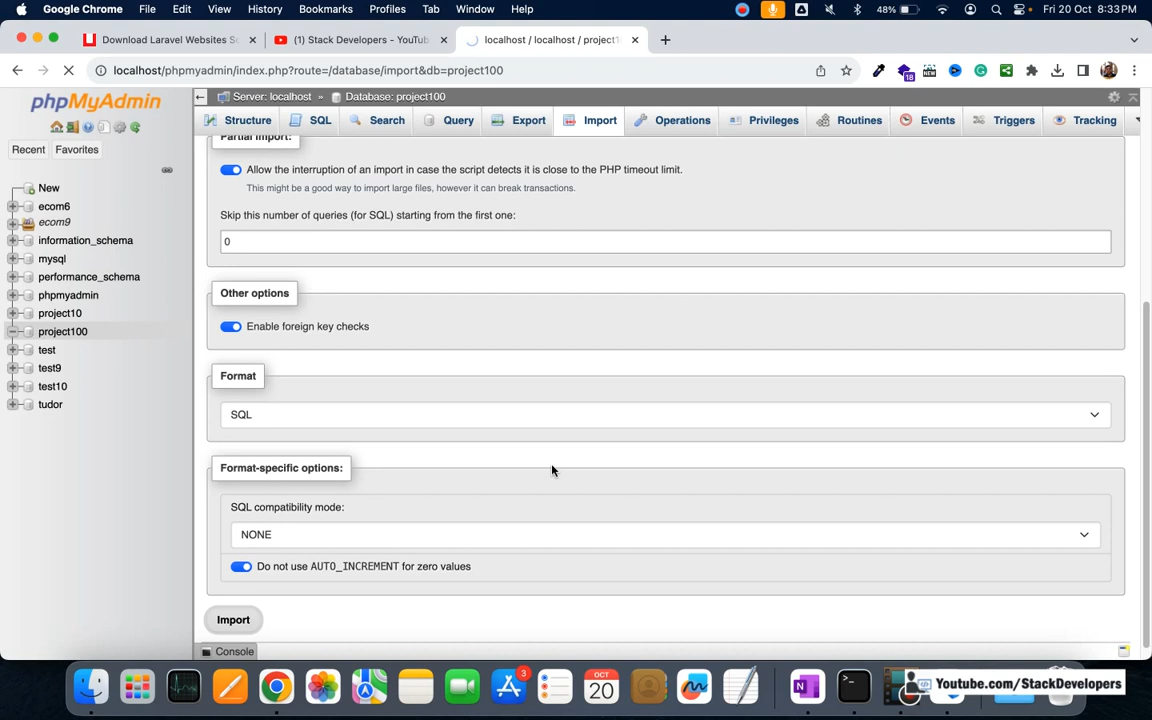 Google Chrome File Edit View History Bookmarks Profiles Tab Window Help 48% Fri 20 Oct 8:33 PM
Download Laravel Websites S
(1) Stack Developers - YouTub
localhost / localhost / project1
localhost/phpmyadmin/index.php?route=/database/import&db=project100
18
NEW
phpMyAdmin
Server: localhost » Database: project100
Structure SQL Search Query Export Import Operations Privileges Routines Events Triggers Tracking
Recent Favorites
New
ecom6
ecom9
information_schema
mysql
performance_schema
phpmyadmin
project10
project100
test
test9
test10
tudor
Partial import:
Allow the interruption of an import in case the script detects it is close to the PHP timeout limit.
This might be a good way to import large files, however it can break transactions.
Skip this number of queries (for SQL) starting from the first one:
0
Other options
Enable foreign key checks
Format
SQL
Format-specific options:
SQL compatibility mode:
NONE
Do not use AUTO_INCREMENT for zero values
Import
Console
3
OCT
20
Youtube.com/StackDevelopers